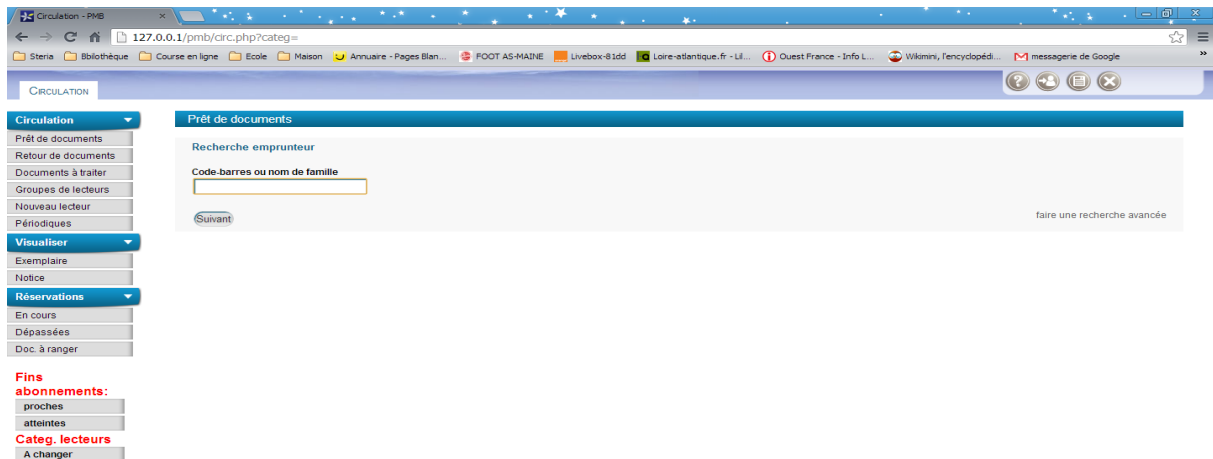 Circulation - PMB
127.0.0.1/pmb/circ.php?categ=
Steria Bbliothèque Course en ligne Ecole Maison Annuaire - Pages Blan... FOOT AS-MAINE Livebox-81dd Loire-atlantique.fr - Lil... Ouest France - Info L... Wikimini, l'encyclopédi... messagerie de Google »
CIRCULATION
Circulation
Prêt de documents
Retour de documents
Documents à traiter
Groupes de lecteurs
Nouveau lecteur
Périodiques
Visualiser
Exemplaire
Notice
Réservations
En cours
Dépassées
Doc. à ranger
Fins
abonnements:
proches
atteintes
Categ. lecteurs
A changer
Prêt de documents
Recherche emprunteur
Code-barres ou nom de famille
Suivant
faire une recherche avancée